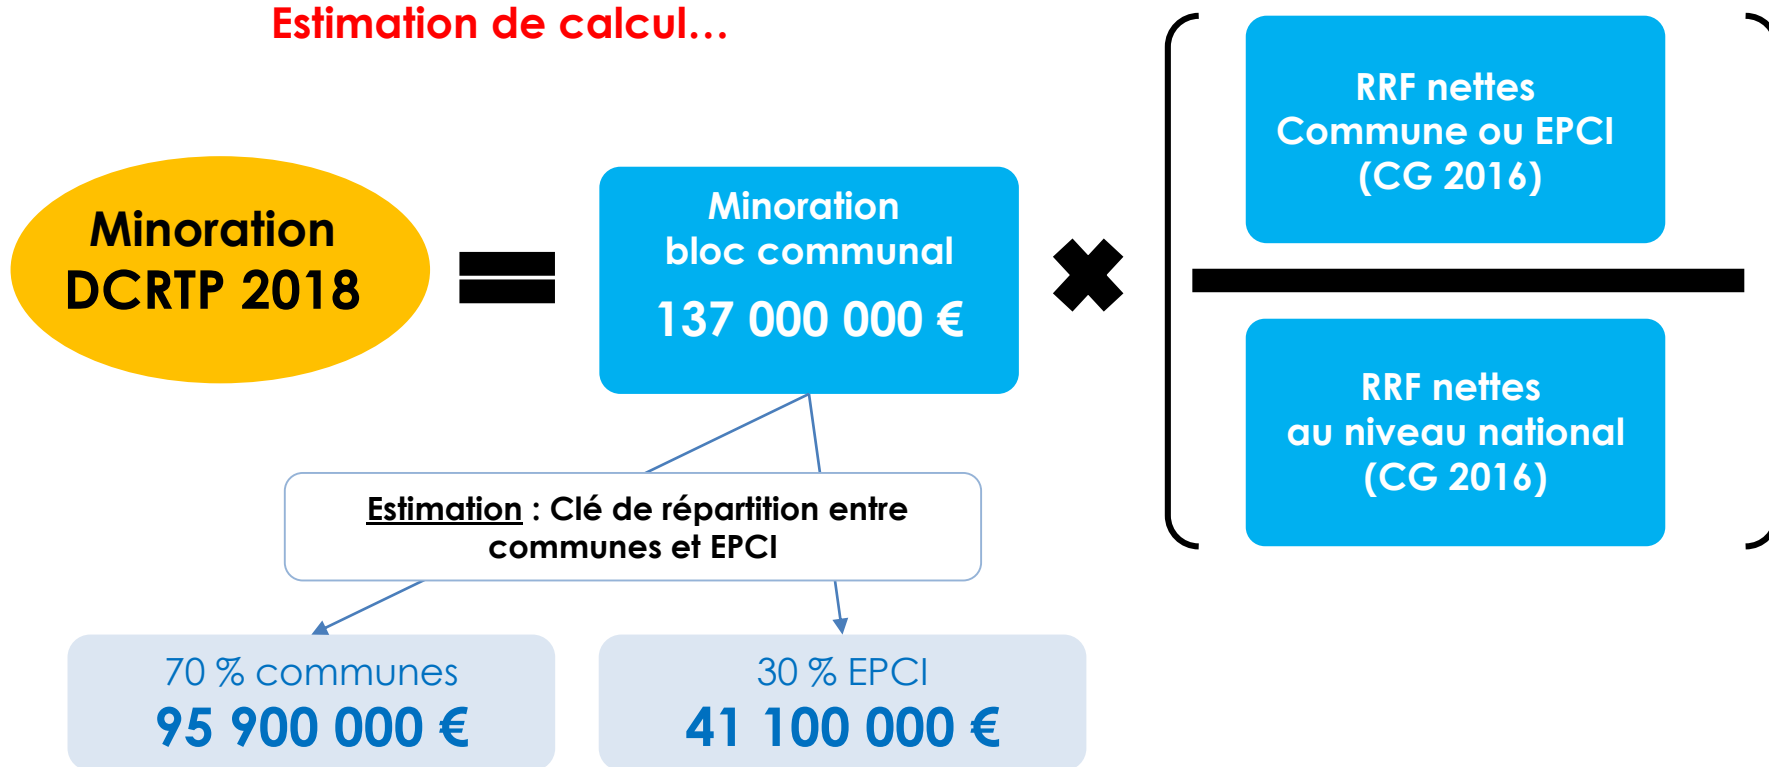 Estimation de calcul…
Minoration
DCRTP 2018
Minoration
bloc communal
137 000 000 €
RRF nettes
Commune ou EPCI
(CG 2016)
RRF nettes
au niveau national
(CG 2016)
Estimation : Clé de répartition entre
communes et EPCI
70 % communes
95 900 000 €
30 % EPCI
41 100 000 €